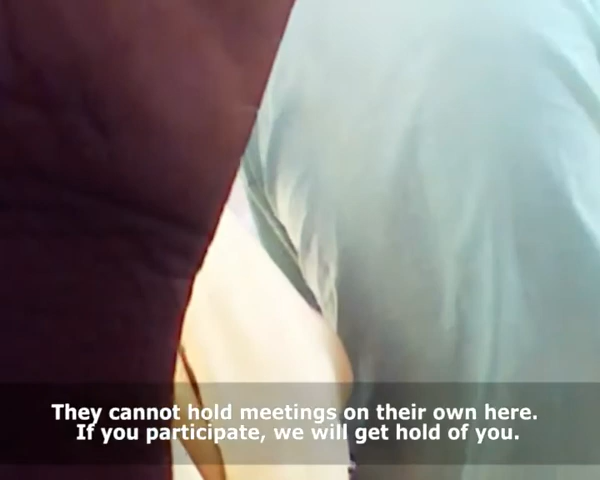 They cannot hold meetings on their own here.
If you participate, we will get hold of you.